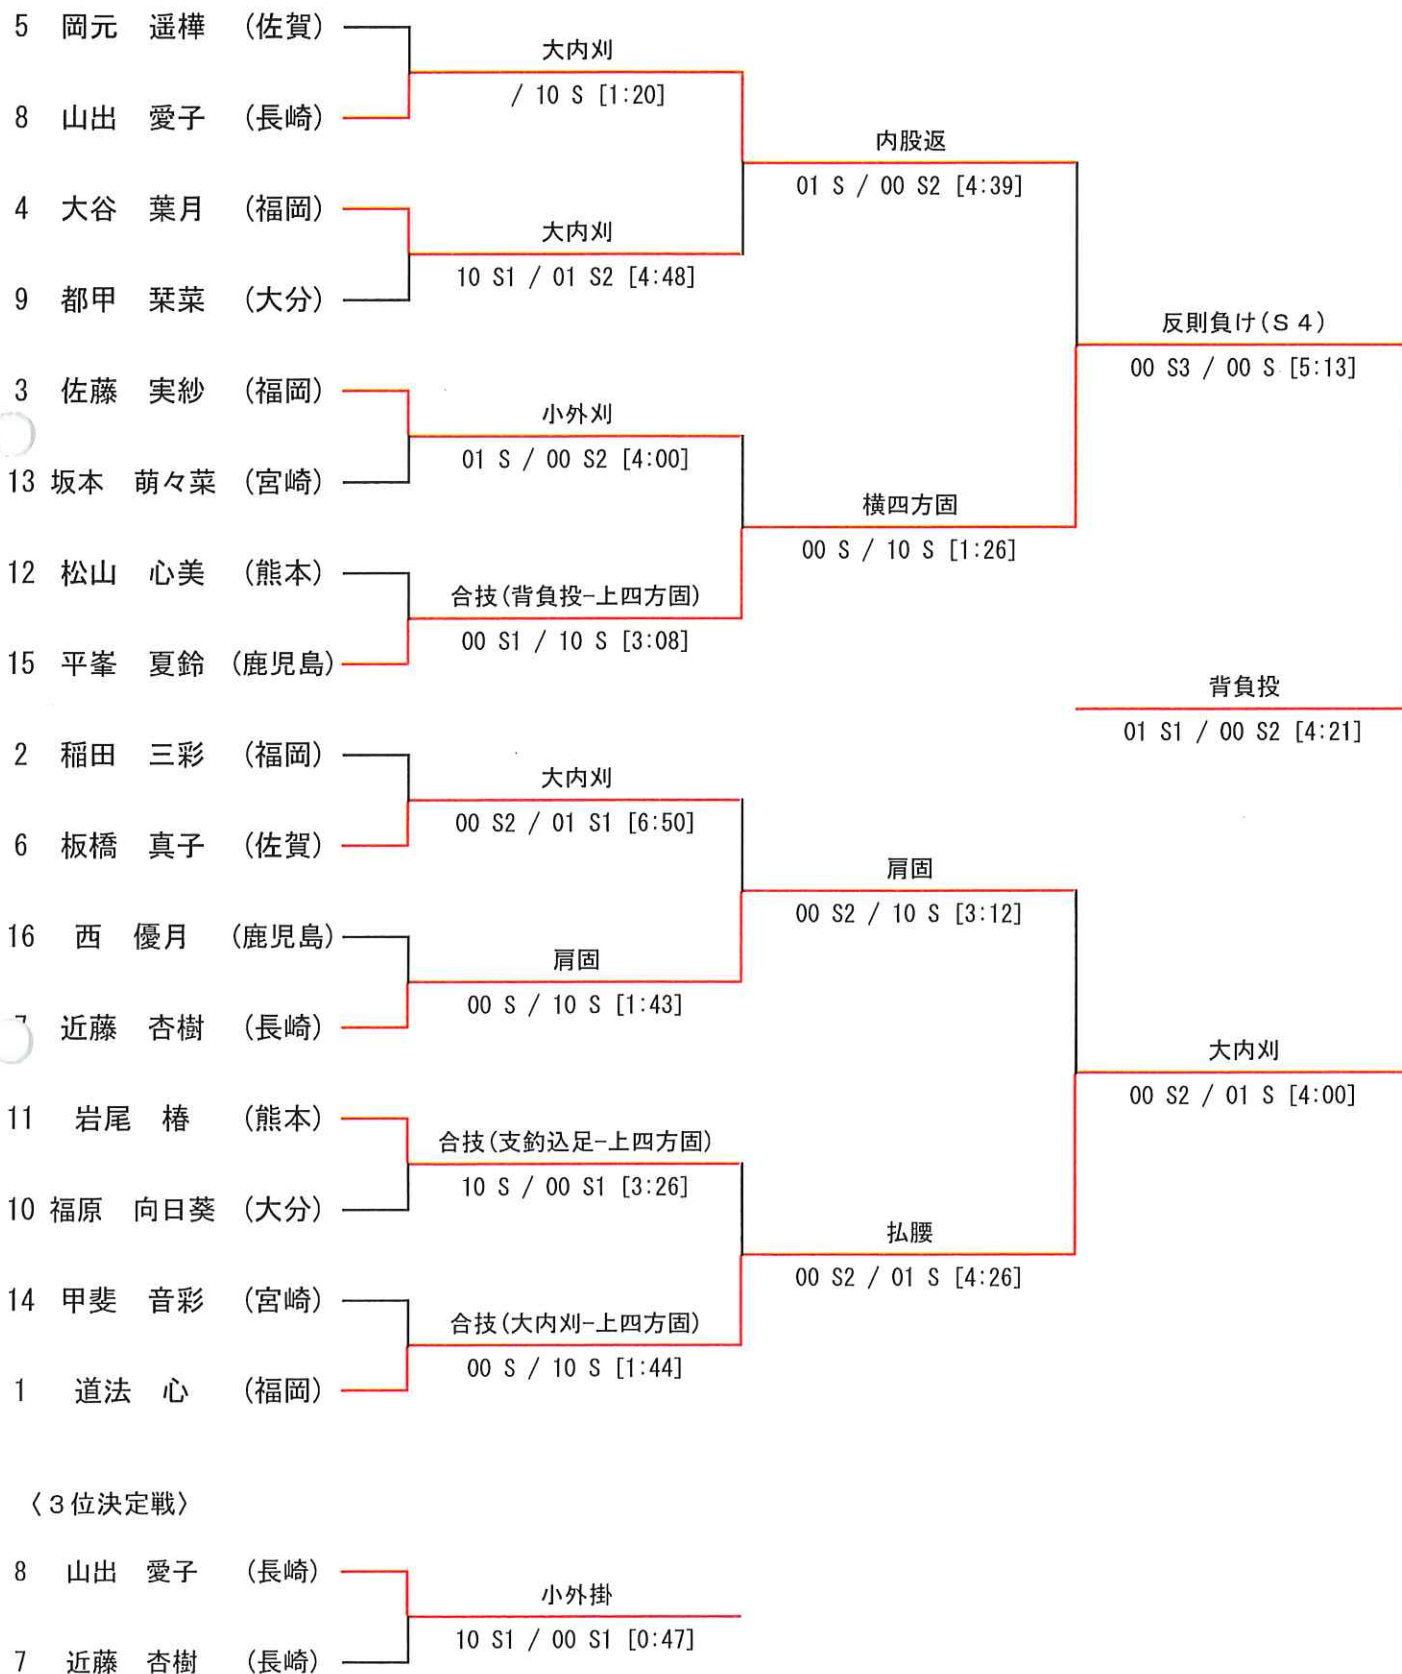 5 岡元 遥樺 (佐賀)
大内刈
/ 10 S [1:20]
8 山出 愛子 (長崎)
内股返
01 S / 00 S2 [4:39]
4 大谷 葉月 (福岡)
大内刈
10 S1 / 01 S2 [4:48]
9 都甲 栞菜 (大分)
反則負け(S4)
00 S3 / 00 S [5:13]
3 佐藤 実紗 (福岡)
小外刈
01 S / 00 S2 [4:00]
13 坂本 萌々菜 (宮崎)
横四方固
00 S / 10 S [1:26]
12 松山 心美 (熊本)
合技(背負投-上四方固)
00 S1 / 10 S [3:08]
15 平峯 夏鈴 (鹿児島)
背負投
01 S1 / 00 S2 [4:21]
2 稲田 三彩 (福岡)
大内刈
00 S2 / 01 S1 [6:50]
6 板橋 真子 (佐賀)
肩固
00 S2 / 10 S [3:12]
16 西 優月 (鹿児島)
肩固
00 S / 10 S [1:43]
近藤 杏樹 (長崎)
大内刈
00 S2 / 01 S [4:00]
11 岩尾 椿 (熊本)
合技(支釣込足-上四方固)
10 S / 00 S1 [3:26]
10 福原 向日葵 (大分)
払腰
00 S2 / 01 S [4:26]
14 甲斐 音彩 (宮崎)
合技(大内刈-上四方固)
00 S / 10 S [1:44]
1 道法 心 (福岡)
〈3位決定戦〉
8 山出 愛子 (長崎)
小外掛
10 S1 / 00 S1 [0:47]
7 近藤 杏樹 (長崎)